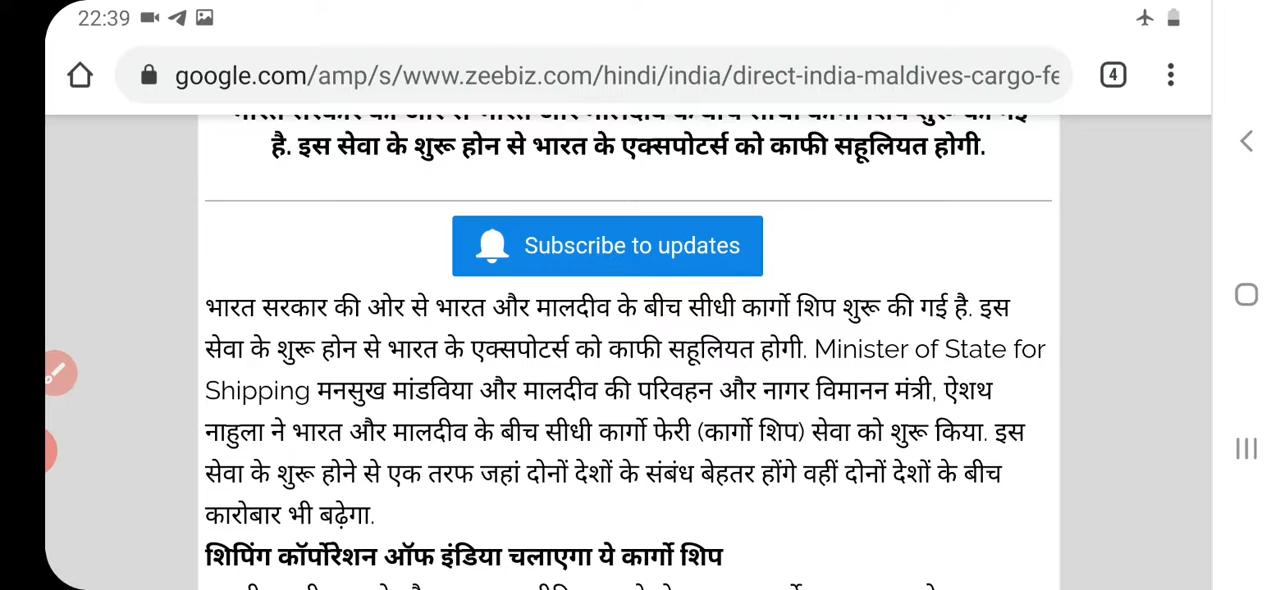 22:39
google.com/amp/s/www.zeebiz.com/hindi/india/direct-india-maldives-cargo-fe
4
है. इस सेवा के शुरू होन से भारत के एक्सपोटर्स को काफी सहूलियत होगी.
Subscribe to updates
भारत सरकार की ओर से भारत और मालदीव के बीच सीधी कार्गो शिप शुरू की गई है. इस
सेवा के शुरू होन से भारत के एक्सपोटर्स को काफी सहूलियत होगी. Minister of State for
Shipping मनसुख मांडविया और मालदीव की परिवहन और नागर विमानन मंत्री, ऐशथ
नाहुला ने भारत और मालदीव के बीच सीधी कार्गो फेरी (कार्गो शिप) सेवा को शुरू किया. इस
सेवा के शुरू होने से एक तरफ जहां दोनों देशों के संबंध बेहतर होंगे वहीं दोनों देशों के बीच
कारोबार भी बढ़ेगा.
शिपिंग कॉर्पोरेशन ऑफ इंडिया चलाएगा ये कार्गो शिप